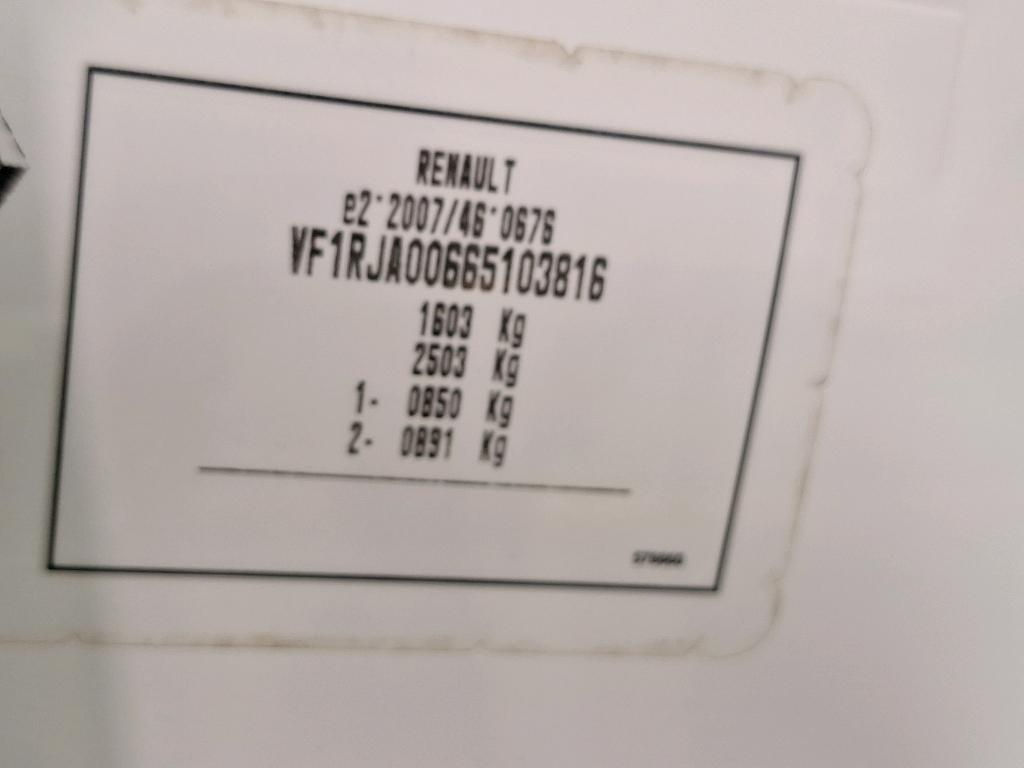 RENAULT
e2*2007/46*0676
VF1RJA00665103816
1603 Kg
2503 Kg
1- 0850 Kg
2- 0891 Kg